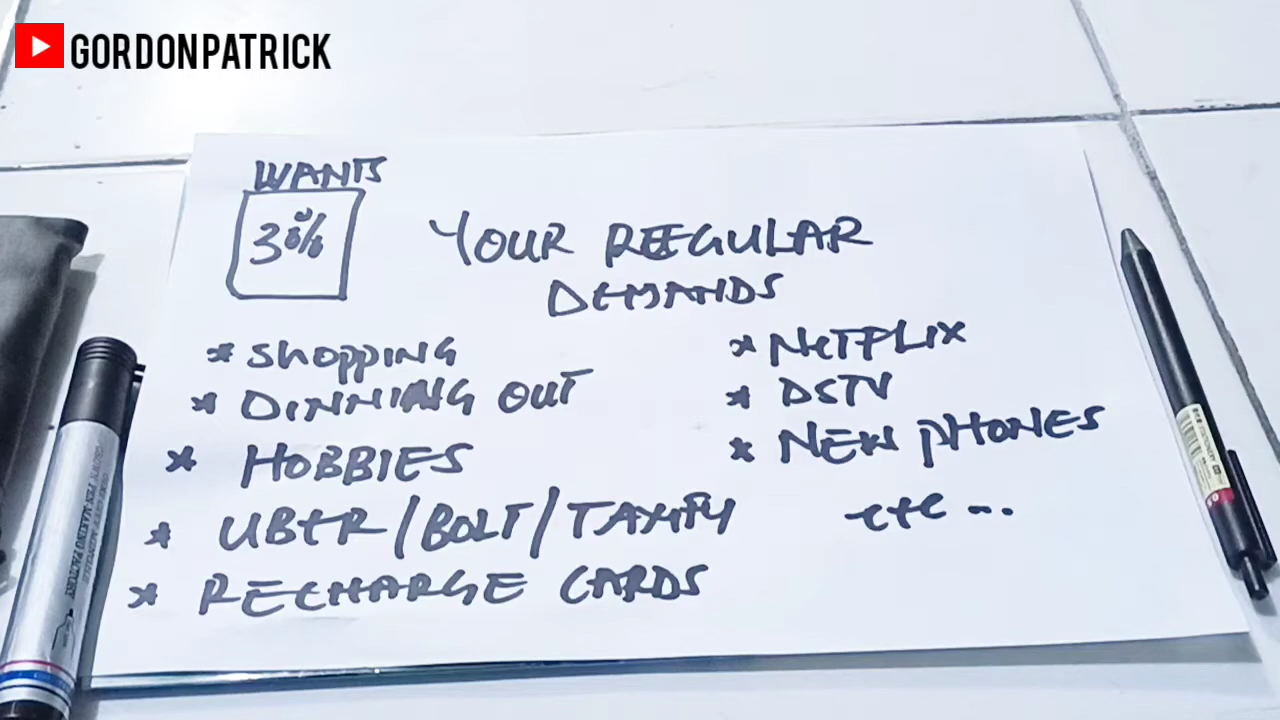 GORDONPATRICK
WANTS
30%
YOUR REGULAR
DEMANDS
* SHOPPING
* DINNING OUT
* HOBBIES
* UBER/BOLT/TAXIFY
* RECHARGE CARDS
* NETFLIX
* DSTV
* NEW PHONES
etc...